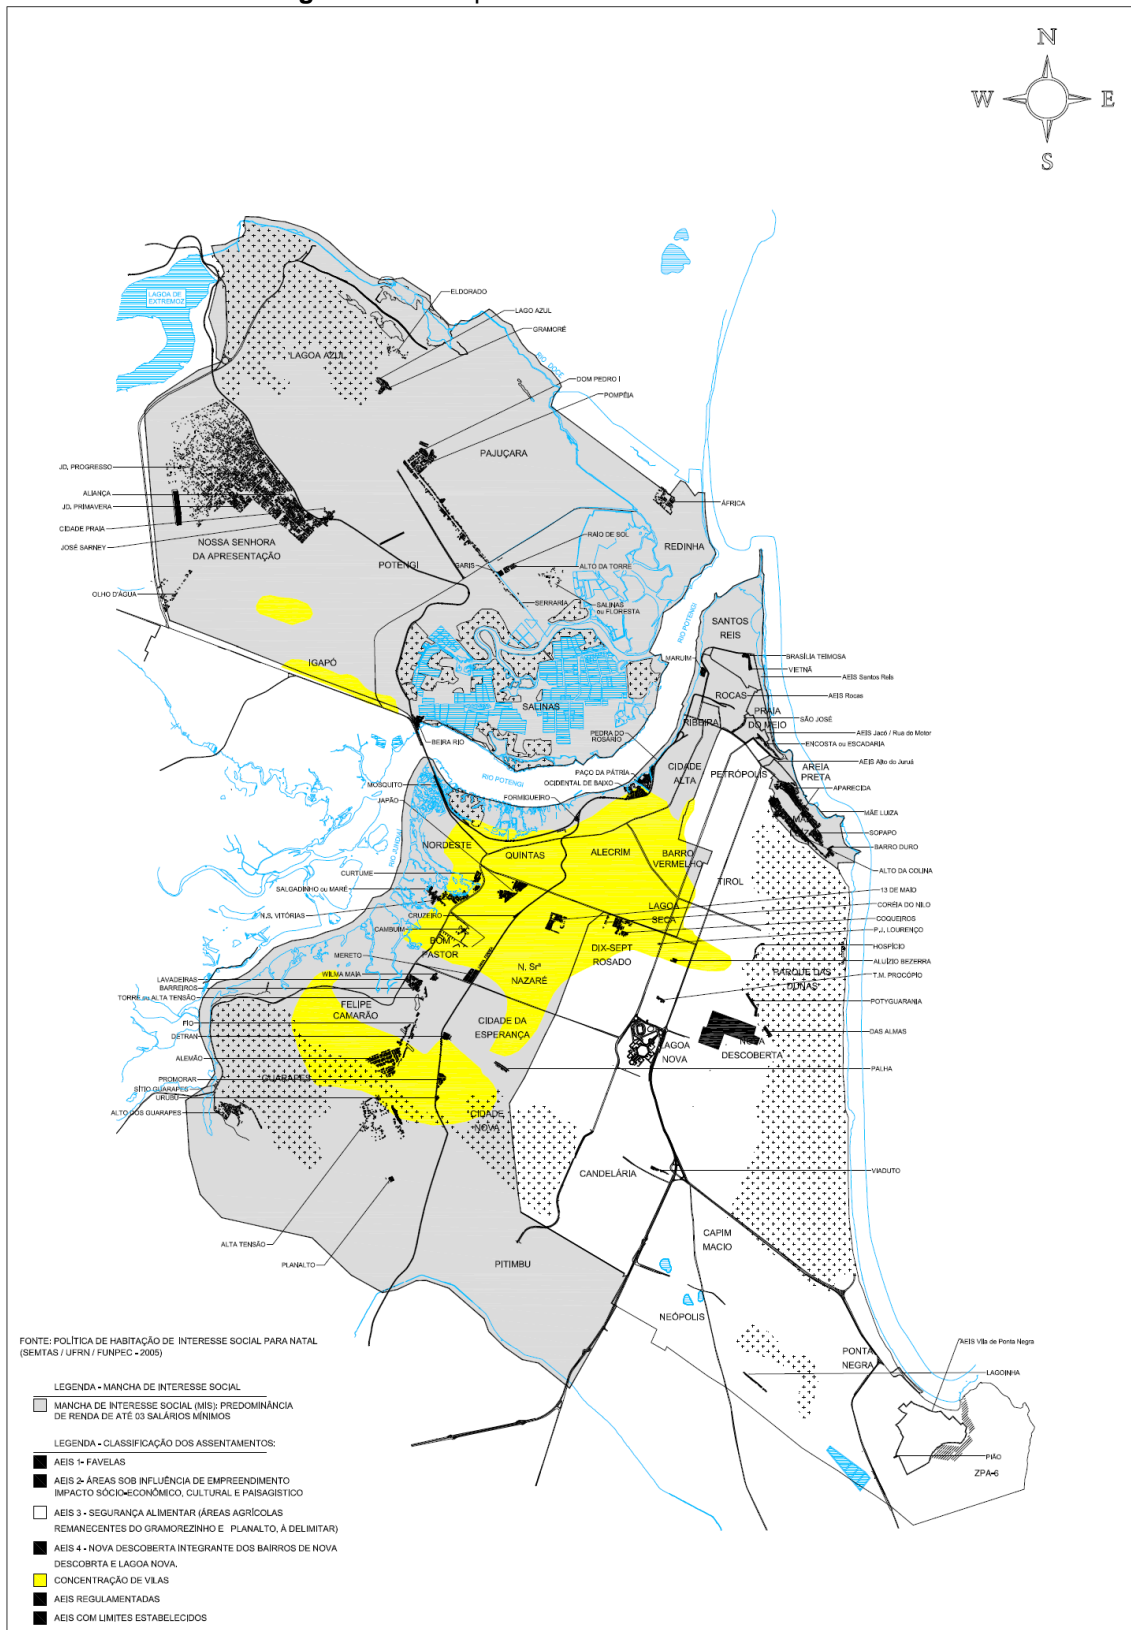 N
W
E
S
LAGOA DE
EXTREMOZ
ELDORADO
LAGO AZUL
GRAMORÉ
LAGOA AZUL
RIO DOCE
DOM PEDRO I
POMPÉIA
PAJUÇARA
JD. PROGRESSO
ALIANÇA
JD. PRIMAVERA
CIDADE PRAIA
JOSÉ SARNEY
NOSSA SENHORA
DA APRESENTAÇÃO
ÁFRICA
REDINHA
RAIO DE SOL
POTENGI
GARIS
ALTO DA TORRE
OLHO D'ÁGUA
SERRARIA
SALINAS
ou FLORESTA
RIO POTENGI
SANTOS
REIS
MARUIM
BRASÍLIA TEIMOSA
VIETNÃ
AEIS Santos Reis
IGAPÓ
ROCAS
AEIS Rocas
SALINAS
RIBEIRA
PRAIA
DO MEIO
SÃO JOSÉ
PEDRA DO
ROSÁRIO
AEIS Jacó / Rua do Motor
BEIRA RIO
ENCOSTA ou ESCADARIA
CIDADE
ALTA
AEIS Alto do Juruá
RIO POTENGI
PAÇO DA PÁTRIA
OCIDENTAL DE BAIXO
PETRÓPOLIS
AREIA
PRETA
MOSQUITO
APARECIDA
JAPÃO
FORMIGUEIRO
MÃE LUIZA
RIO JUNDIAÍ
SOPAPO
NORDESTE
QUINTAS
ALECRIM
BARRO
VERMELHO
BARRO DURO
CURTUME
ALTO DA COLINA
SALGADINHO ou MARÉ
TIROL
13 DE MAIO
N.S. VITÓRIAS
CRUZEIRO
LAGOA
SECA
CORÉIA DO NILO
COQUEIROS
CAMBUIM
P.J. LOURENÇO
BOM
PASTOR
DIX-SEPT
ROSADO
HOSPÍCIO
MERETO
ALUÍZIO BEZERRA
N. Srª
NAZARÉ
PARQUE DAS
DUNAS
WILMA MAIA
T.M. PROCÓPIO
LAVADEIRAS
BARREIROS
TORRE ou ALTA TENSÃO
FELIPE
CAMARÃO
POTYGUARANIA
FIO
CIDADE DA
ESPERANÇA
DAS ALMAS
DETRAN
LAGOA
NOVA
NOVA
DESCOBERTA
ALEMÃO
PALHA
PROMORAR
GUARAPES
SÍTIO GUARAPES
URUBU
ALTO DOS GUARAPES
CIDADE
NOVA
CANDELÁRIA
VIADUTO
ALTA TENSÃO
PLANALTO
PITIMBU
CAPIM
MACIO
NEÓPOLIS
PONTA
NEGRA
AEIS Vila de Ponta Negra
LAGOINHA
PIÃO
ZPA-6
FONTE: POLÍTICA DE HABITAÇÃO DE INTERESSE SOCIAL PARA NATAL
(SEMTAS / UFRN / FUNPEC - 2005)
LEGENDA - MANCHA DE INTERESSE SOCIAL
MANCHA DE INTERESSE SOCIAL (MIS): PREDOMINÂNCIA
DE RENDA DE ATÉ 03 SALÁRIOS MÍNIMOS
LEGENDA - CLASSIFICAÇÃO DOS ASSENTAMENTOS:
AEIS 1- FAVELAS
AEIS 2- ÁREAS SOB INFLUÊNCIA DE EMPREENDIMENTO
IMPACTO SÓCIO-ECONÔMICO, CULTURAL E PAISAGISTICO
AEIS 3 - SEGURANÇA ALIMENTAR (ÁREAS AGRÍCOLAS
REMANECENTES DO GRAMOREZINHO E PLANALTO, À DELIMITAR)
AEIS 4 - NOVA DESCOBERTA INTEGRANTE DOS BAIRROS DE NOVA
DESCOBRTA E LAGOA NOVA.
CONCENTRAÇÃO DE VILAS
AEIS REGULAMENTADAS
AEIS COM LIMITES ESTABELECIDOS